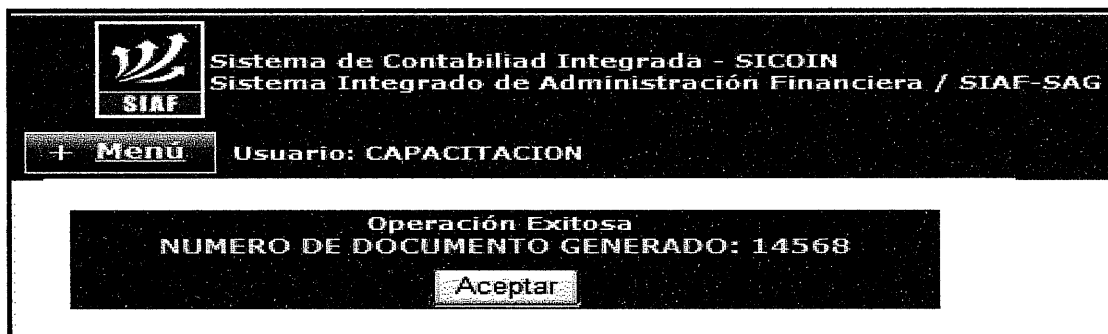 SIAF
Sistema de Contabiliad Integrada - SICOIN
Sistema Integrado de Administración Financiera / SIAF-SAG
+ Menú
Usuario: CAPACITACION
Operación Exitosa
NUMERO DE DOCUMENTO GENERADO: 14568
Aceptar